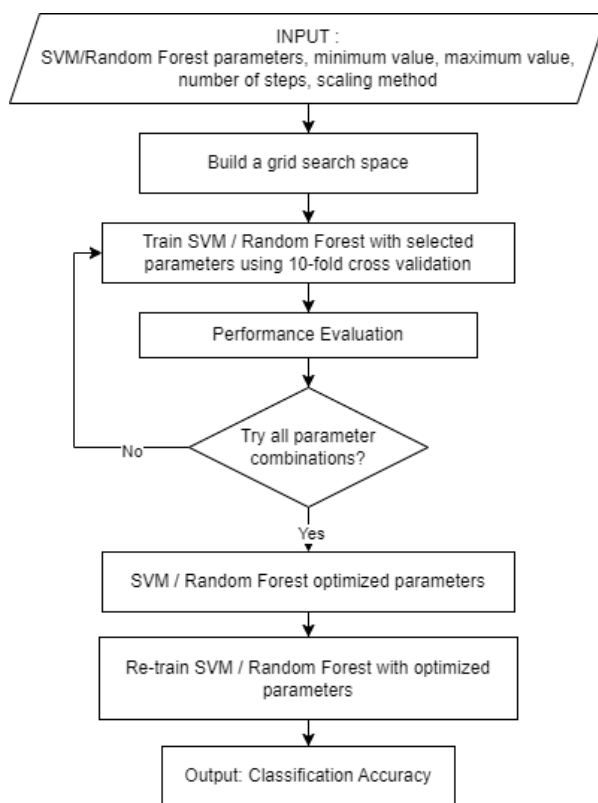 INPUT :
SVM/Random Forest parameters, minimum value, maximum value,
number of steps, scaling method
Build a grid search space
Train SVM / Random Forest with selected
parameters using 10-fold cross validation
Performance Evaluation
Try all parameter
combinations?
No
Yes
SVM / Random Forest optimized parameters
Re-train SVM / Random Forest with optimized
parameters
Output: Classification Accuracy